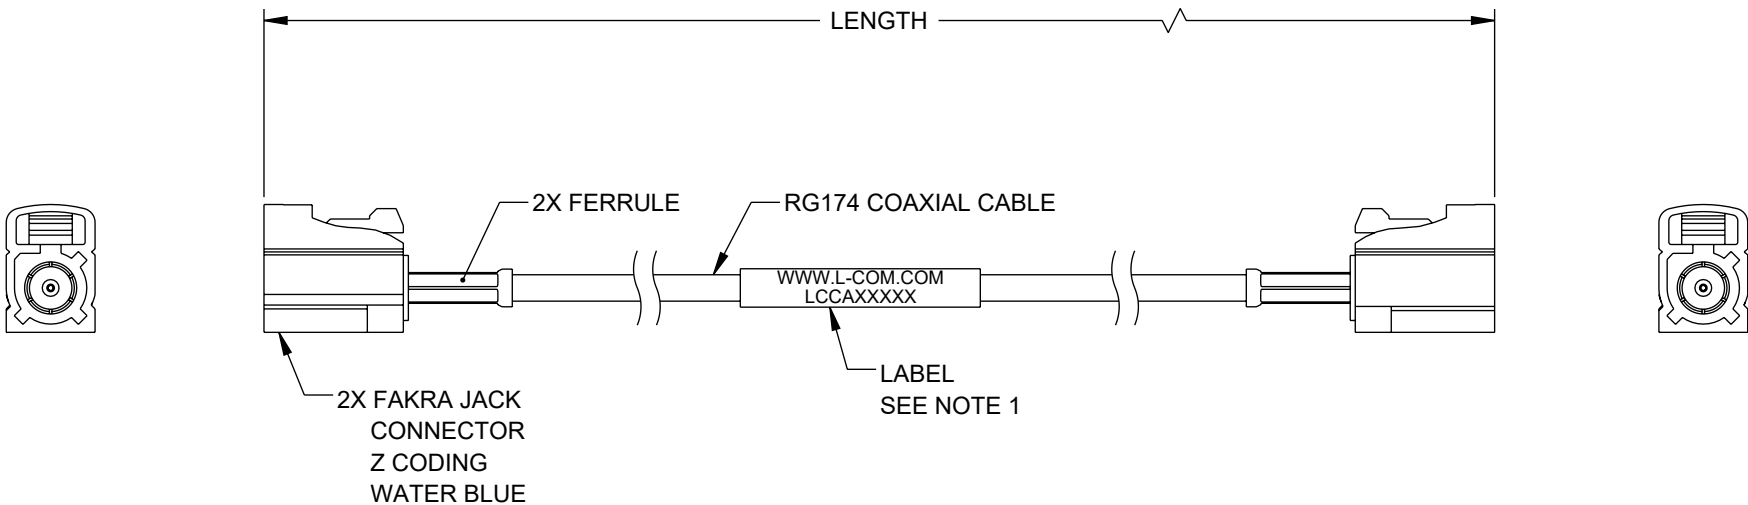 LENGTH
2X FERRULE
RG174 COAXIAL CABLE
WWW.L-COM.COM
LCCAXXXXX
LABEL
SEE NOTE 1
2X FAKRA JACK
CONNECTOR
Z CODING
WATER BLUE